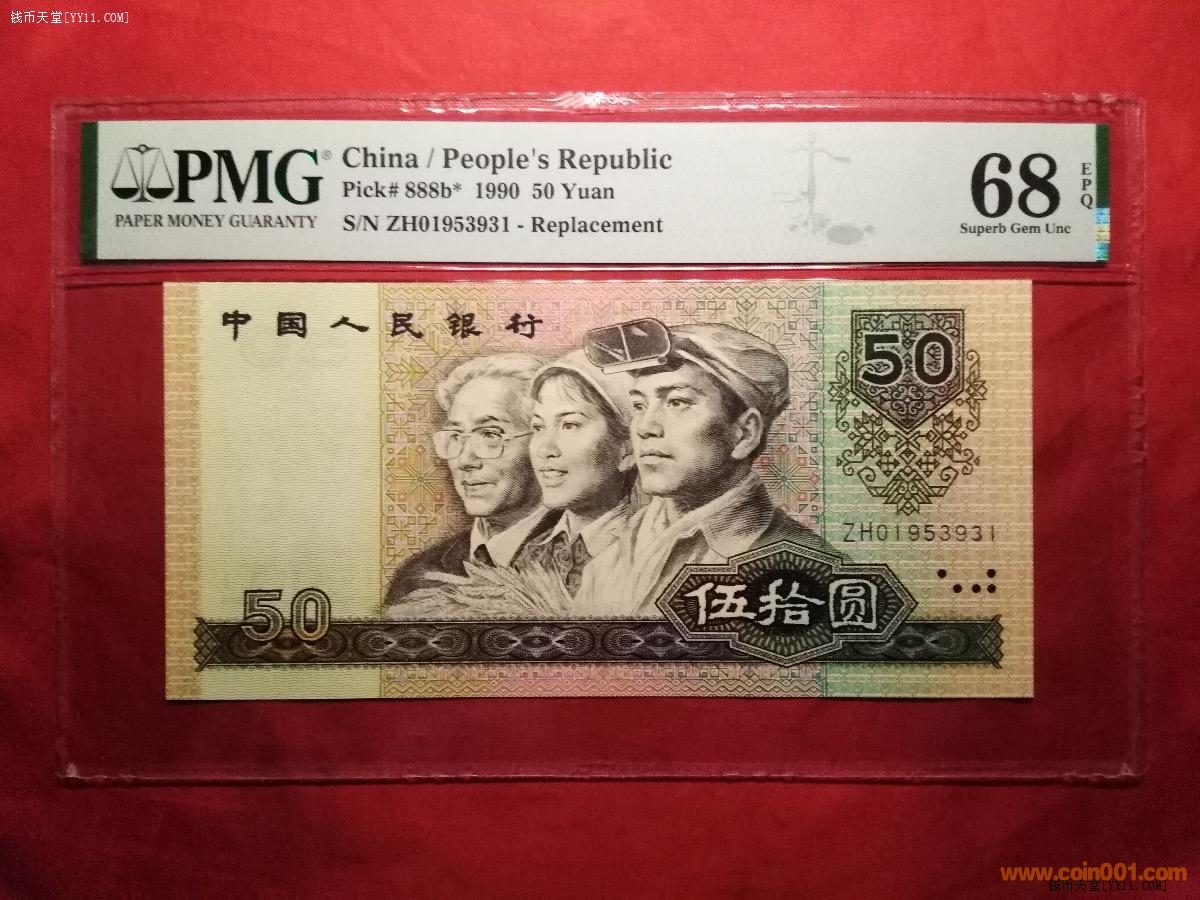 钱币天堂[YY11.COM]
PMG® China / People's Republic
Pick# 888b* 1990 50 Yuan
PAPER MONEY GUARANTY
S/N ZH01953931 - Replacement
68 EPQ
Superb Gem Unc
中国人民银行
50
ZH01953931
50
伍拾圆
www.coin001.com
钱币天堂[YY11.COM]